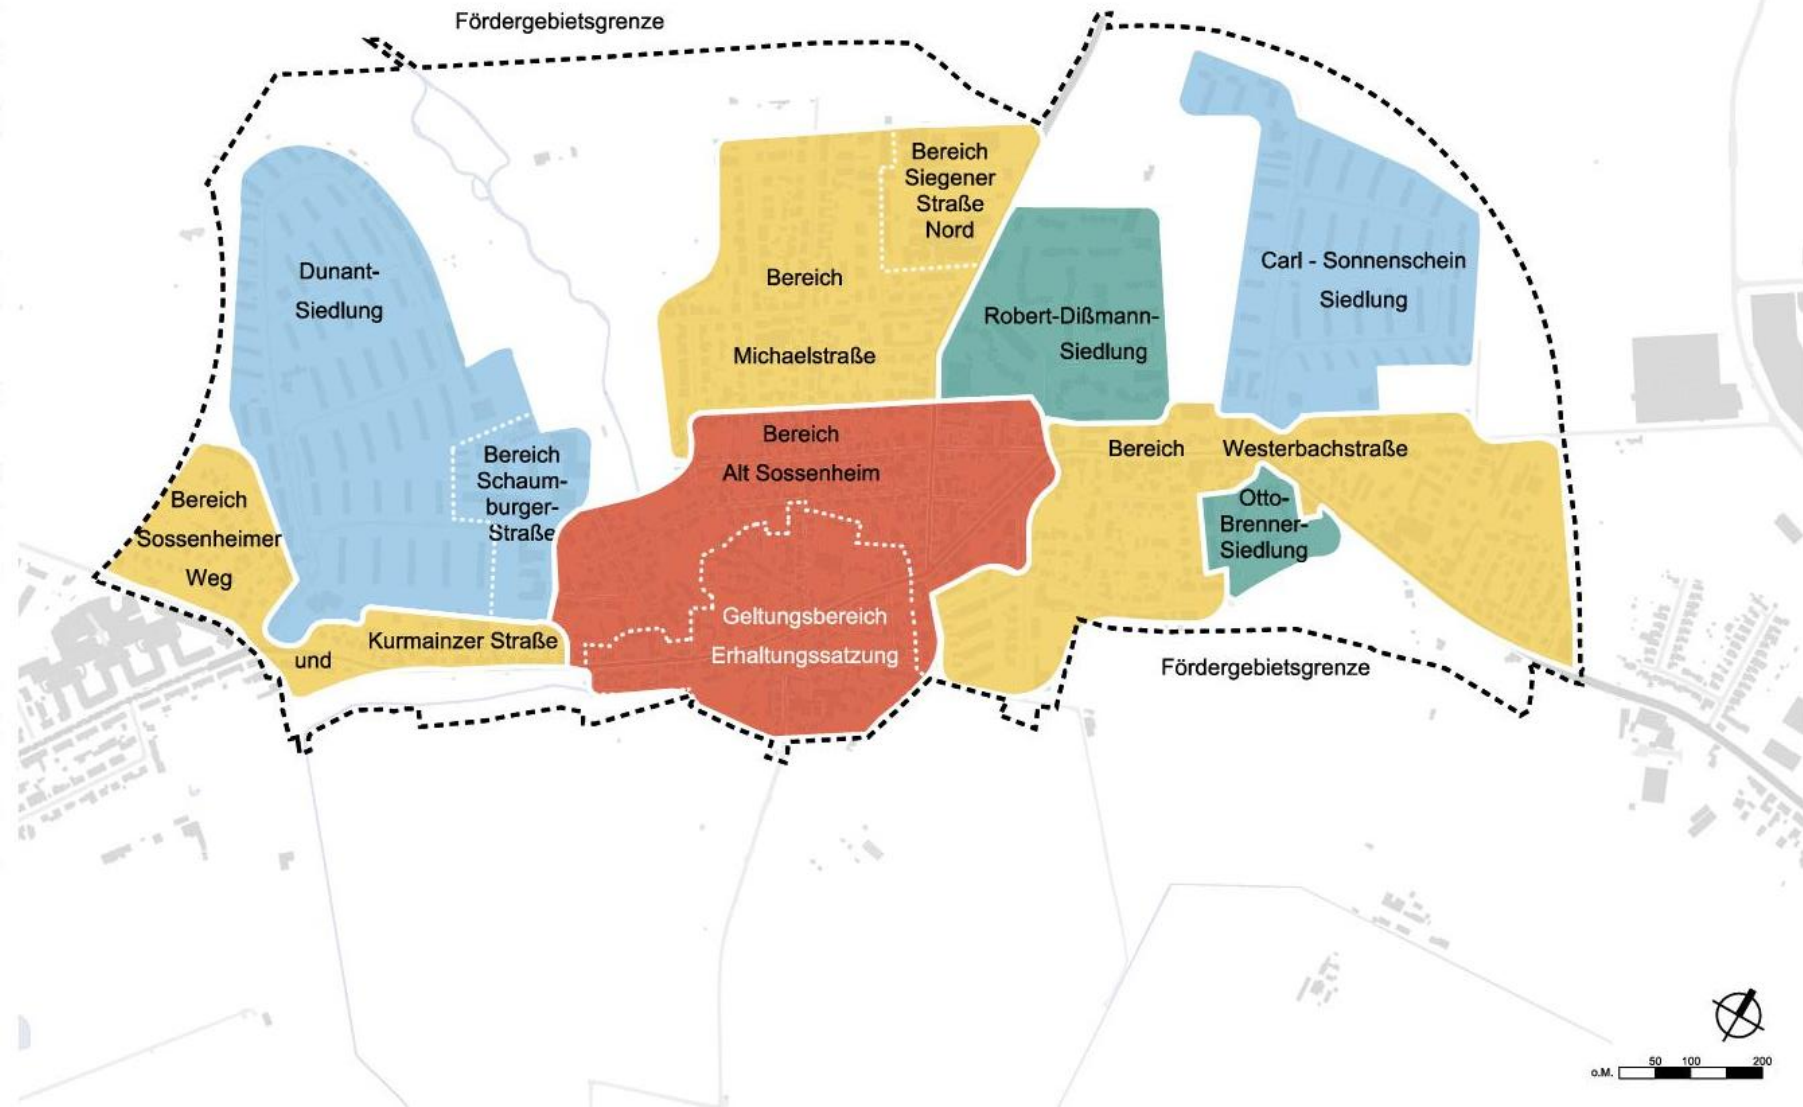 Fördergebietsgrenze
Bereich
Siegener
Straße
Nord
Dunant-
Siedlung
Bereich
Michaelstraße
Robert-Dißmann-
Siedlung
Carl - Sonnenschein
Siedlung
Bereich
Schaum-
burger-
Straße
Bereich
Alt Sossenheim
Bereich Westerbachstraße
Otto-
Brenner-
Siedlung
Bereich
Sossenheimer
Weg
und Kurmainzer Straße
Geltungsbereich
Erhaltungssatzung
Fördergebietsgrenze
o.M. 50 100 200